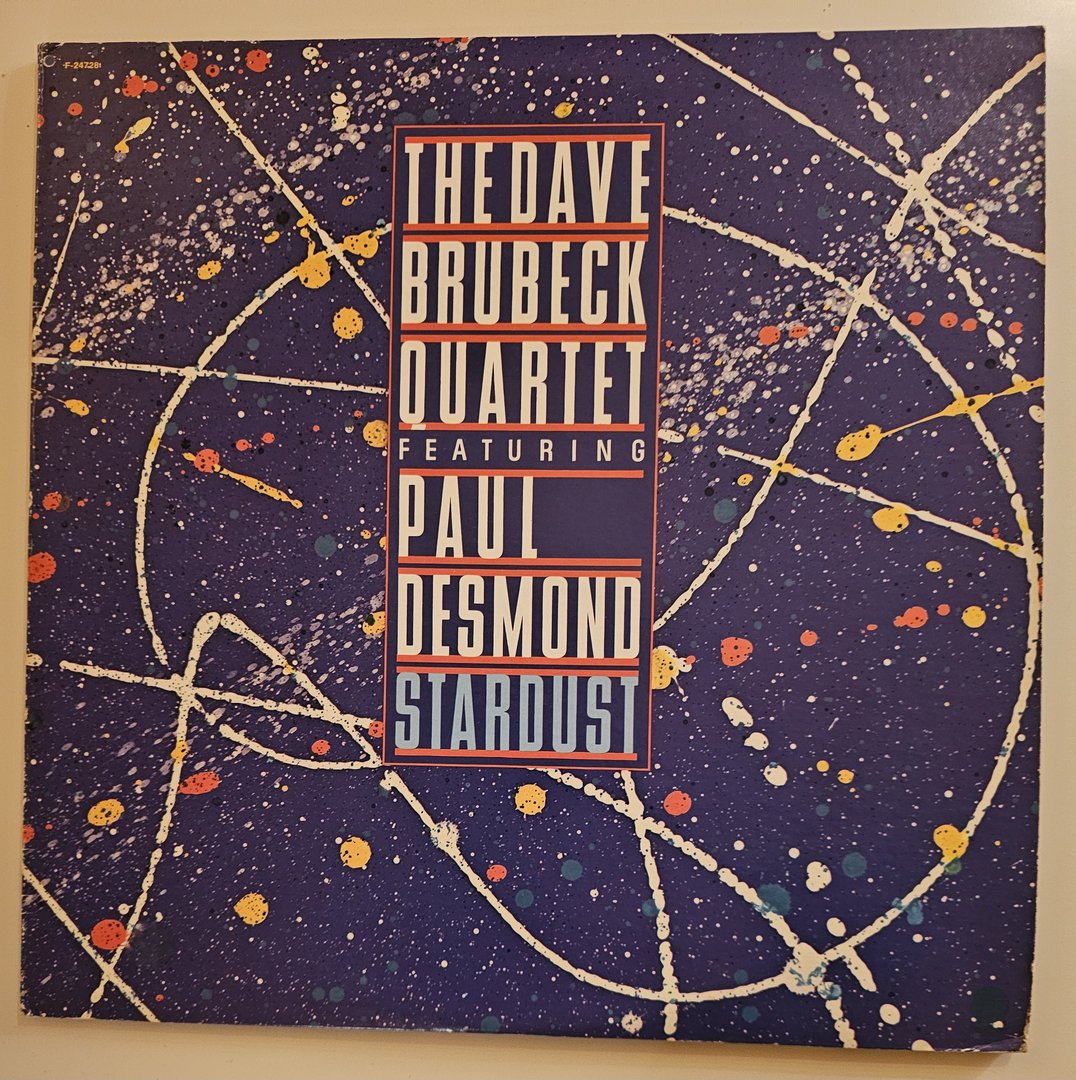 F-24728
THE DAVE
BRUBECK
QUARTET
FEATURING
PAUL
DESMOND
STARDUST